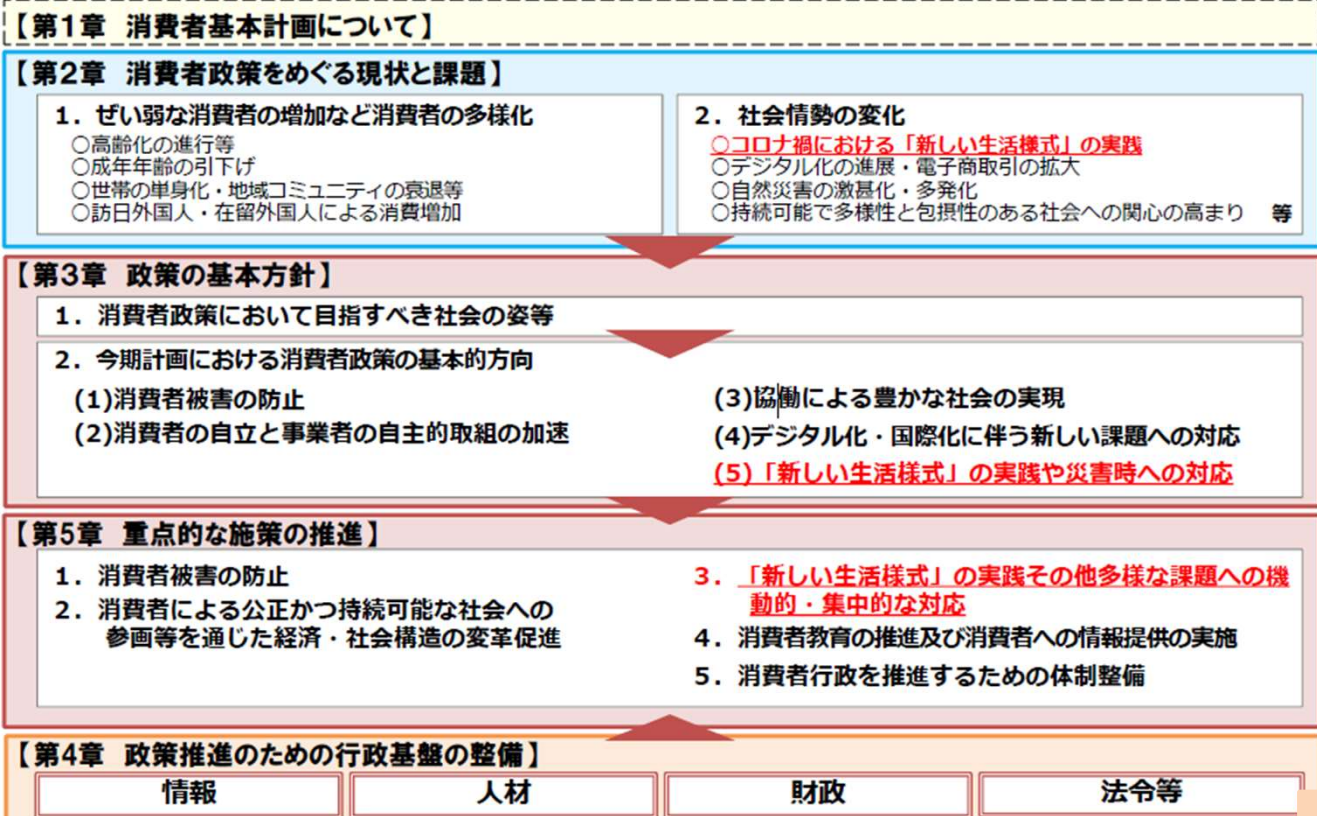 【第1章 消費者基本計画について】
【第2章 消費者政策をめぐる現状と課題】
1．ぜい弱な消費者の増加など消費者の多様化
○高齢化の進行等
○成年年齢の引下げ
○世帯の単身化・地域コミュニティの衰退等
○訪日外国人・在留外国人による消費増加
2．社会情勢の変化
○コロナ禍における「新しい生活様式」の実践
○デジタル化の進展・電子商取引の拡大
○自然災害の激甚化・多発化
○持続可能で多様性と包摂性のある社会への関心の高まり 等
【第3章 政策の基本方針】
1．消費者政策において目指すべき社会の姿等
2．今期計画における消費者政策の基本的方向
(1)消費者被害の防止
(2)消費者の自立と事業者の自主的取組の加速
(3)協働による豊かな社会の実現
(4)デジタル化・国際化に伴う新しい課題への対応
(5)「新しい生活様式」の実践や災害時への対応
【第5章 重点的な施策の推進】
1．消費者被害の防止
2．消費者による公正かつ持続可能な社会への
参画等を通じた経済・社会構造の変革促進
3．「新しい生活様式」の実践その他多様な課題への機
動的・集中的な対応
4．消費者教育の推進及び消費者への情報提供の実施
5．消費者行政を推進するための体制整備
【第4章 政策推進のための行政基盤の整備】
情報
人材
財政
法令等